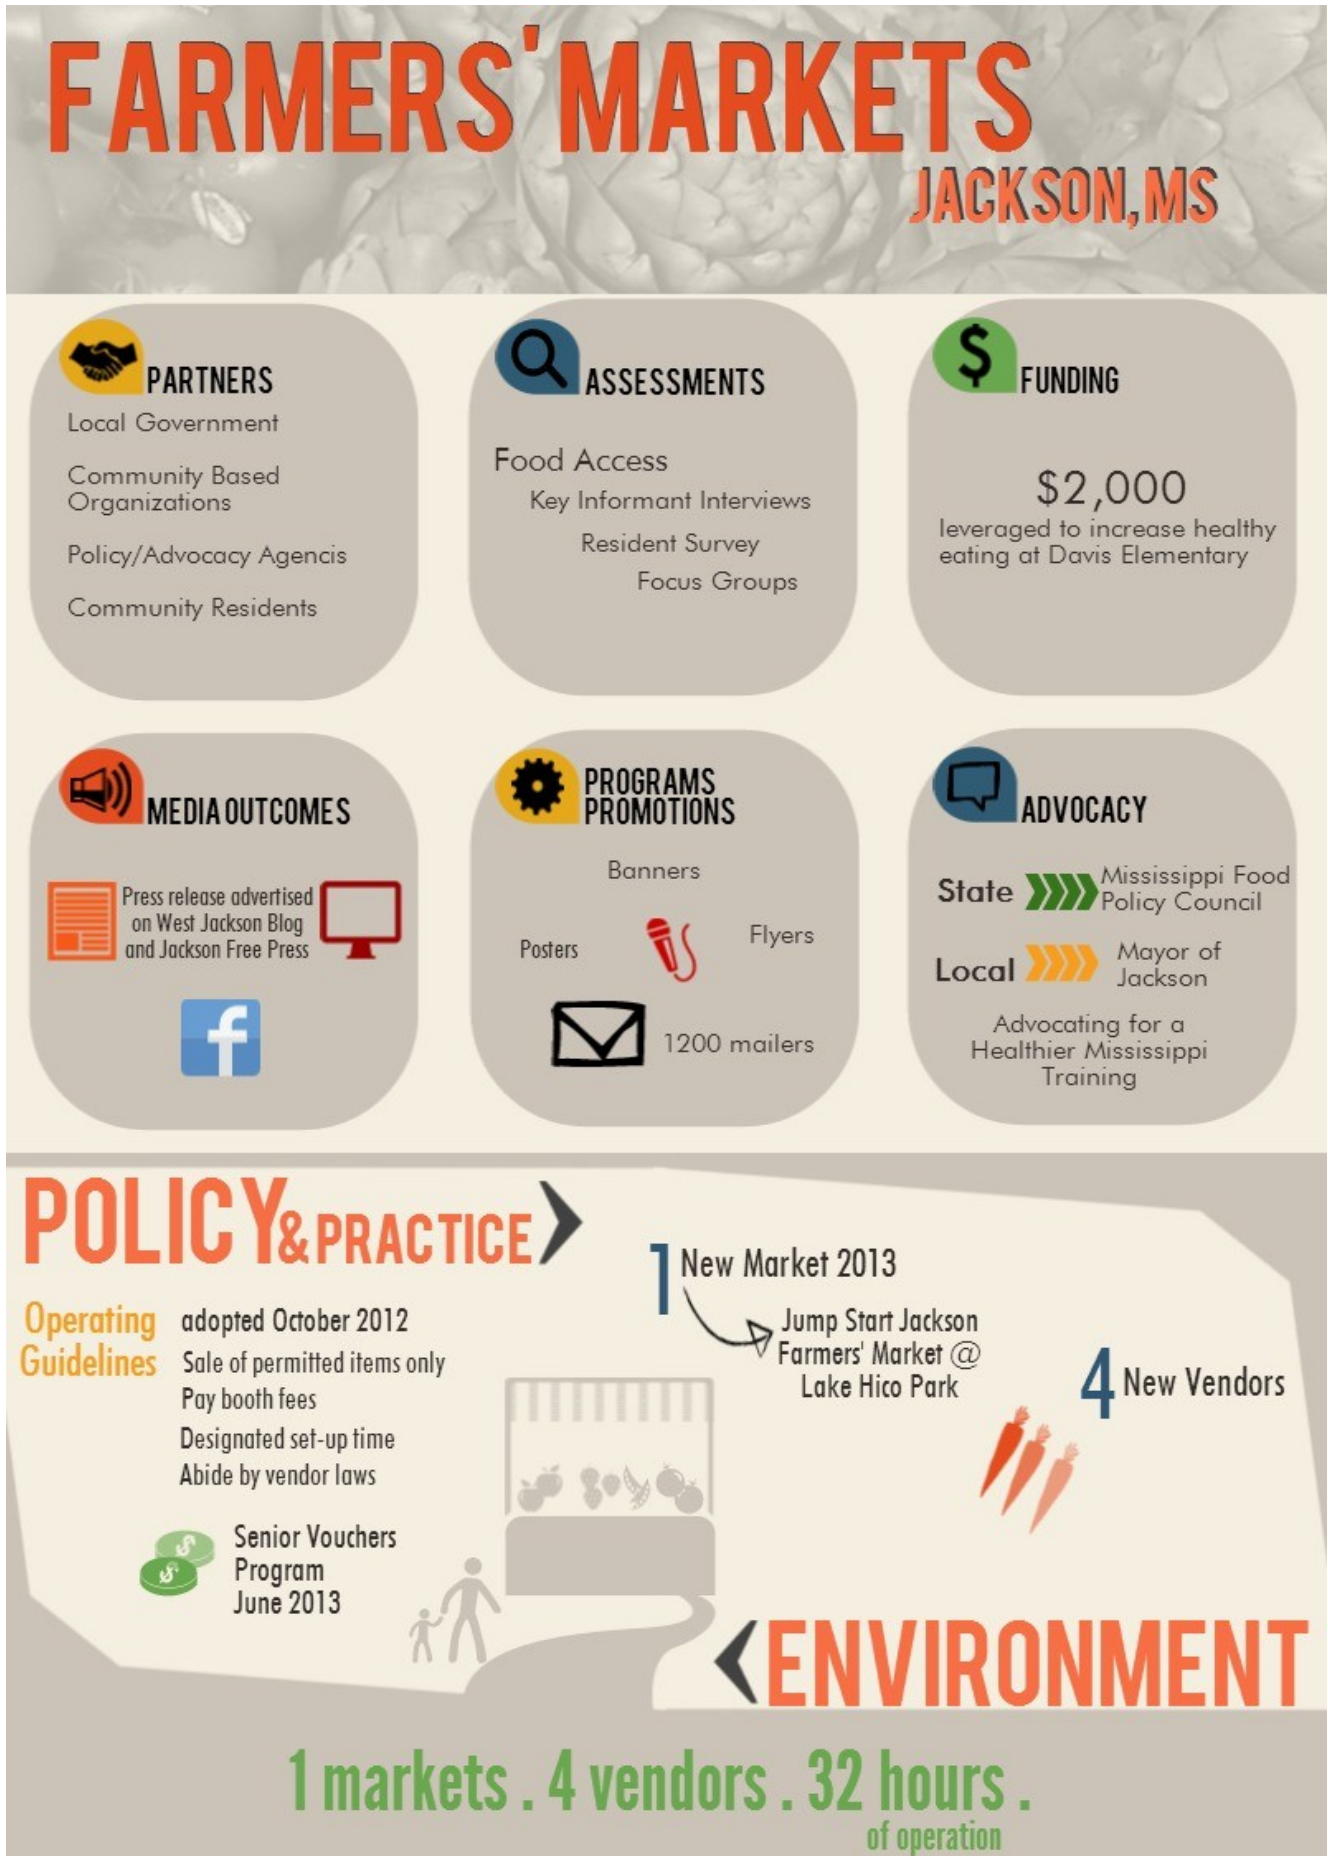 FARMERS' MARKETS
JACKSON, MS
PARTNERS
Local Government
Community Based
Organizations
Policy/Advocacy Agencis
Community Residents
ASSESSMENTS
Food Access
Key Informant Interviews
Resident Survey
Focus Groups
$
FUNDING
$2,000
leveraged to increase healthy
eating at Davis Elementary
MEDIA OUTCOMES
Press release advertised
on West Jackson Blog
and Jackson Free Press
f
PROGRAMS
PROMOTIONS
Banners
Posters
Flyers
1200 mailers
ADVOCACY
State
Mississippi Food
Policy Council
Local
Mayor of
Jackson
Advocating for a
Healthier Mississippi
Training
POLICY & PRACTICE
Operating
Guidelines
adopted October 2012
Sale of permitted items only
Pay booth fees
Designated set-up time
Abide by vendor laws
$
$
Senior Vouchers
Program
June 2013
1 New Market 2013
Jump Start Jackson
Farmers' Market @
Lake Hico Park
4 New Vendors
ENVIRONMENT
1 markets . 4 vendors . 32 hours .
of operation